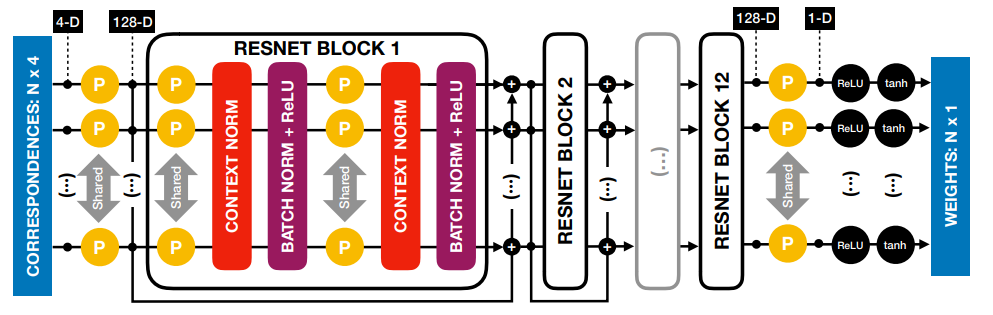 4-D
128-D
128-D
1-D
RESNET BLOCK 1
CORRESPONDENCES: N x 4
P
P
Shared
(...)
P
(...)
P
P
Shared
P
CONTEXT NORM
BATCH NORM + ReLU
P
P
Shared
P
CONTEXT NORM
BATCH NORM + ReLU
+
+
(...)
+
RESNET BLOCK 2
+
+
(...)
+
(...)
RESNET BLOCK 12
P
P
Shared
P
ReLU
ReLU
(...)
ReLU
tanh
tanh
(...)
tanh
WEIGHTS: N x 1